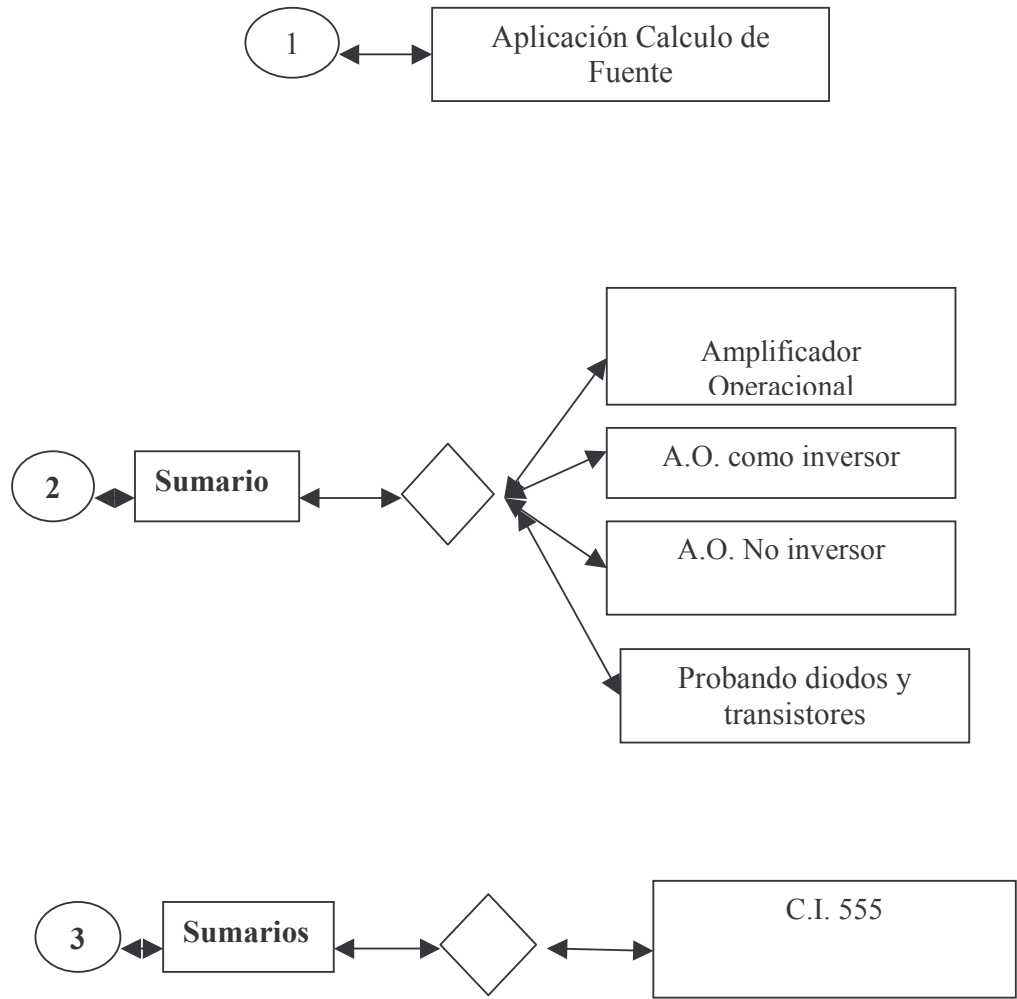 1
Aplicación Calculo de
Fuente
Amplificador
Operacional
2
Sumario
A.O. como inversor
A.O. No inversor
Probando diodos y
transistores
3
Sumarios
C.I. 555